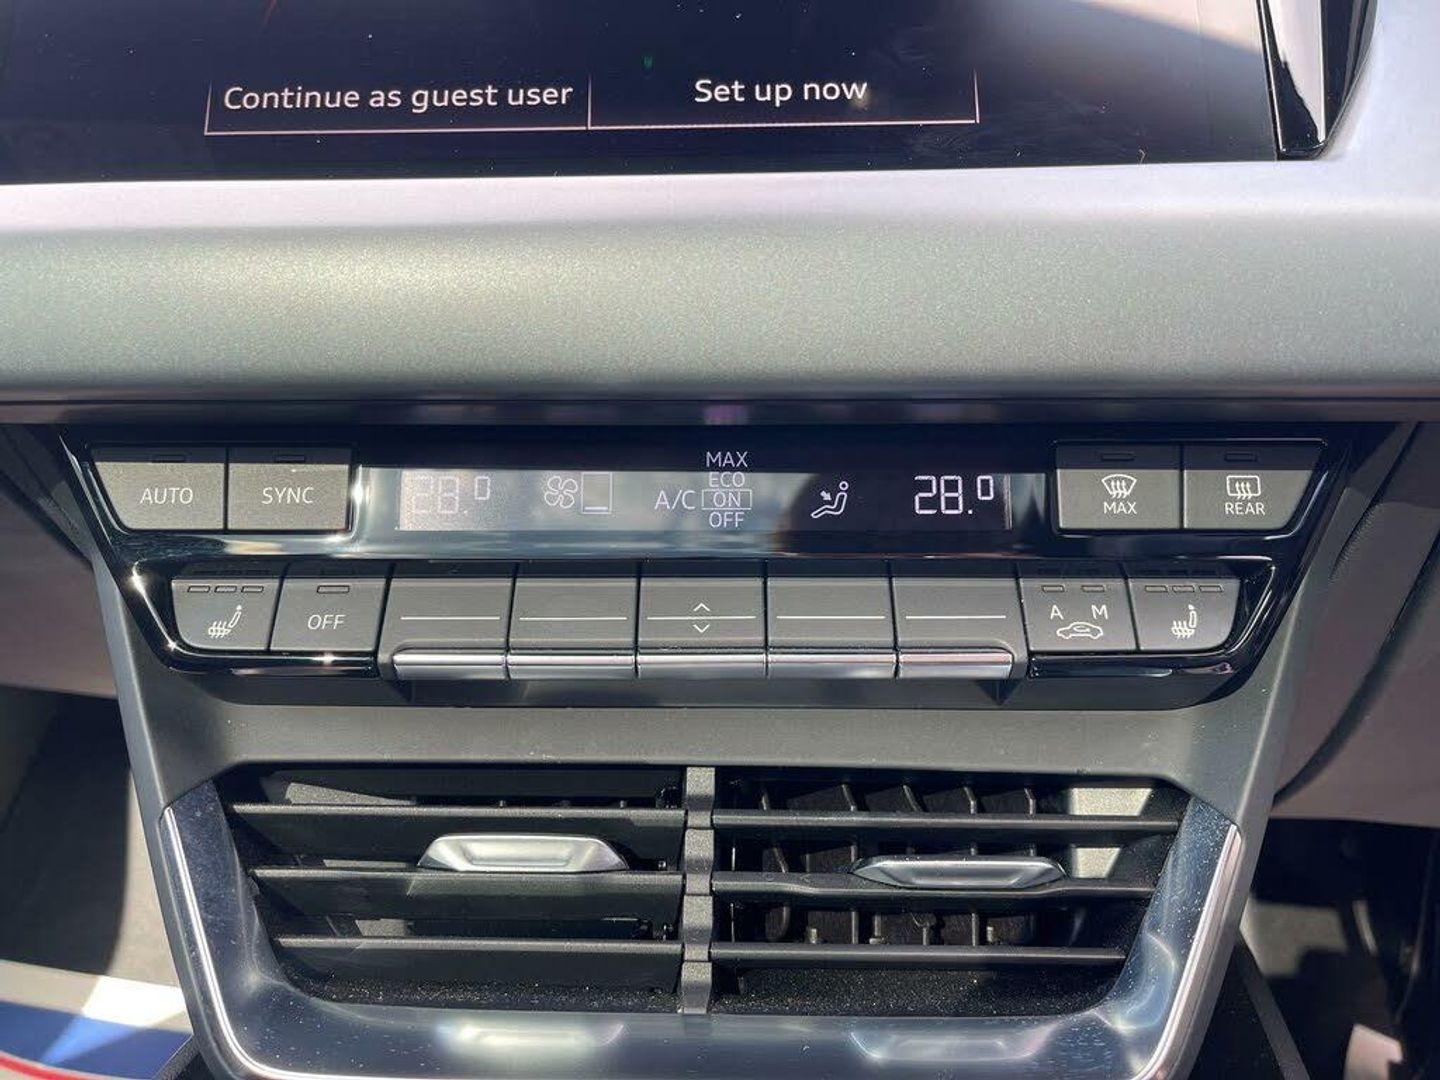 Continue as guest user
Set up now
AUTO
SYNC
28.0
A/C
MAX
ECO
ON
OFF
28.0
MAX
REAR
OFF
A
M